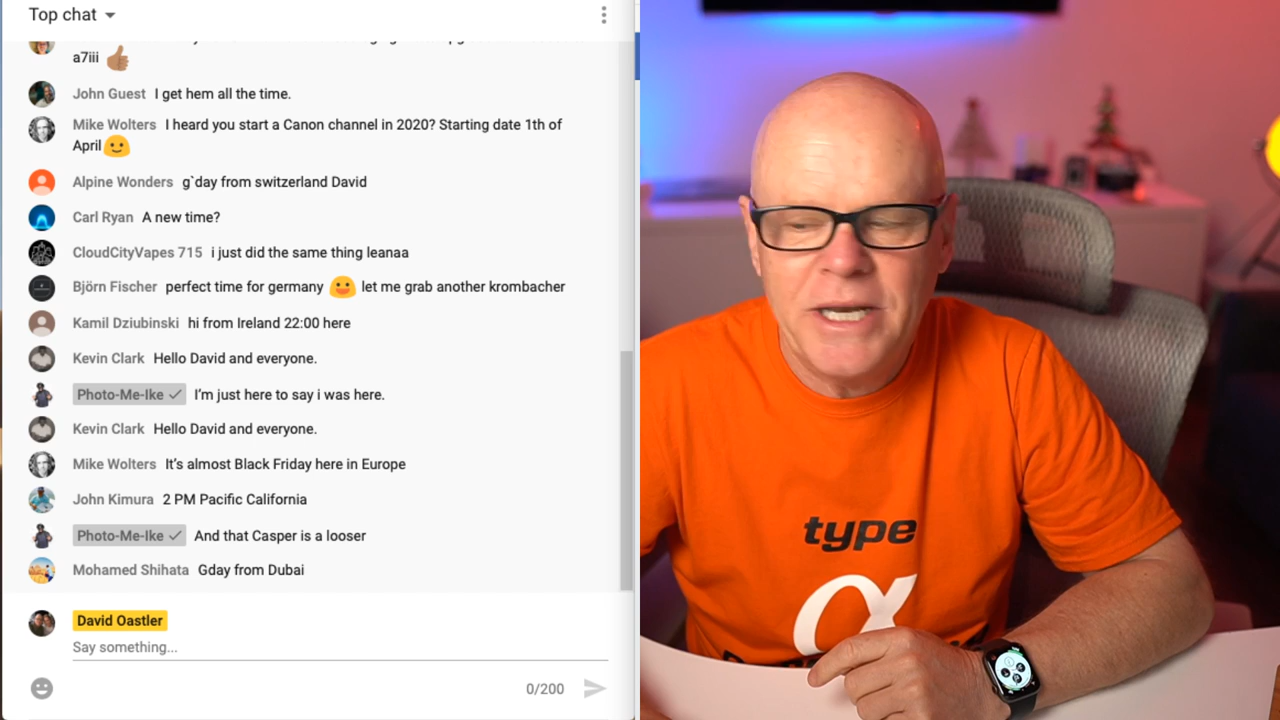 Top chat
a7iii
John Guest I get hem all the time.
Mike Wolters I heard you start a Canon channel in 2020? Starting date 1th of
April
Alpine Wonders g`day from switzerland David
Carl Ryan A new time?
CloudCityVapes 715 i just did the same thing leanaa
Björn Fischer perfect time for germany let me grab another krombacher
Kamil Dziubinski hi from Ireland 22:00 here
Kevin Clark Hello David and everyone.
Photo-Me-Ike I'm just here to say i was here.
Kevin Clark Hello David and everyone.
Mike Wolters It's almost Black Friday here in Europe
John Kimura 2 PM Pacific California
Photo-Me-Ike And that Casper is a looser
Mohamed Shihata Gday from Dubai
David Oastler
Say something...
0/200
type
α